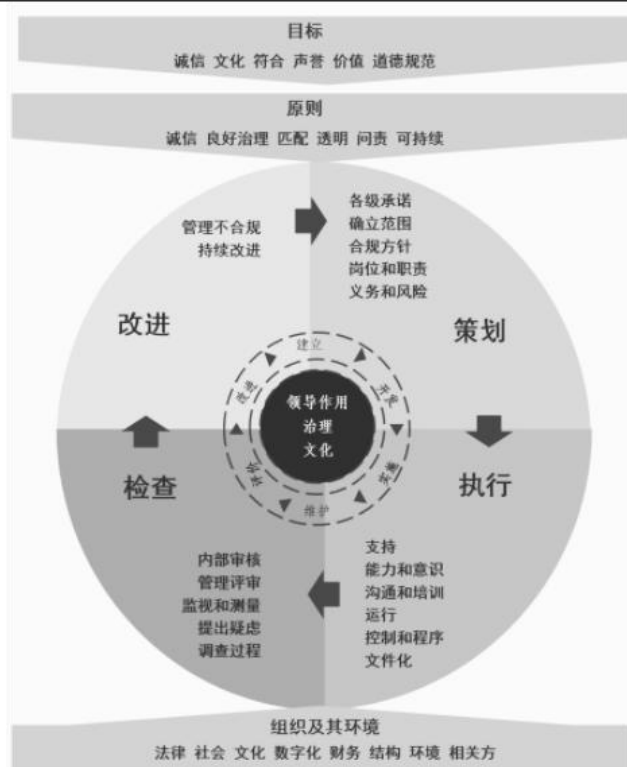 目标
诚信 文化 符合 声誉 价值 道德规范
原则
诚信 良好治理 匹配 透明 问责 可持续
管理不合规
持续改进
各级承诺
确立范围
合规方针
岗位和职责
义务和风险
改进
策划
建立
开发
实施
维护
评价
改进
领导作用
治理
文化
检查
执行
内部审核
管理评审
监视和测量
提出疑虑
调查过程
支持
能力和意识
沟通和培训
运行
控制和程序
文件化
组织及其环境
法律 社会 文化 数字化 财务 结构 环境 相关方